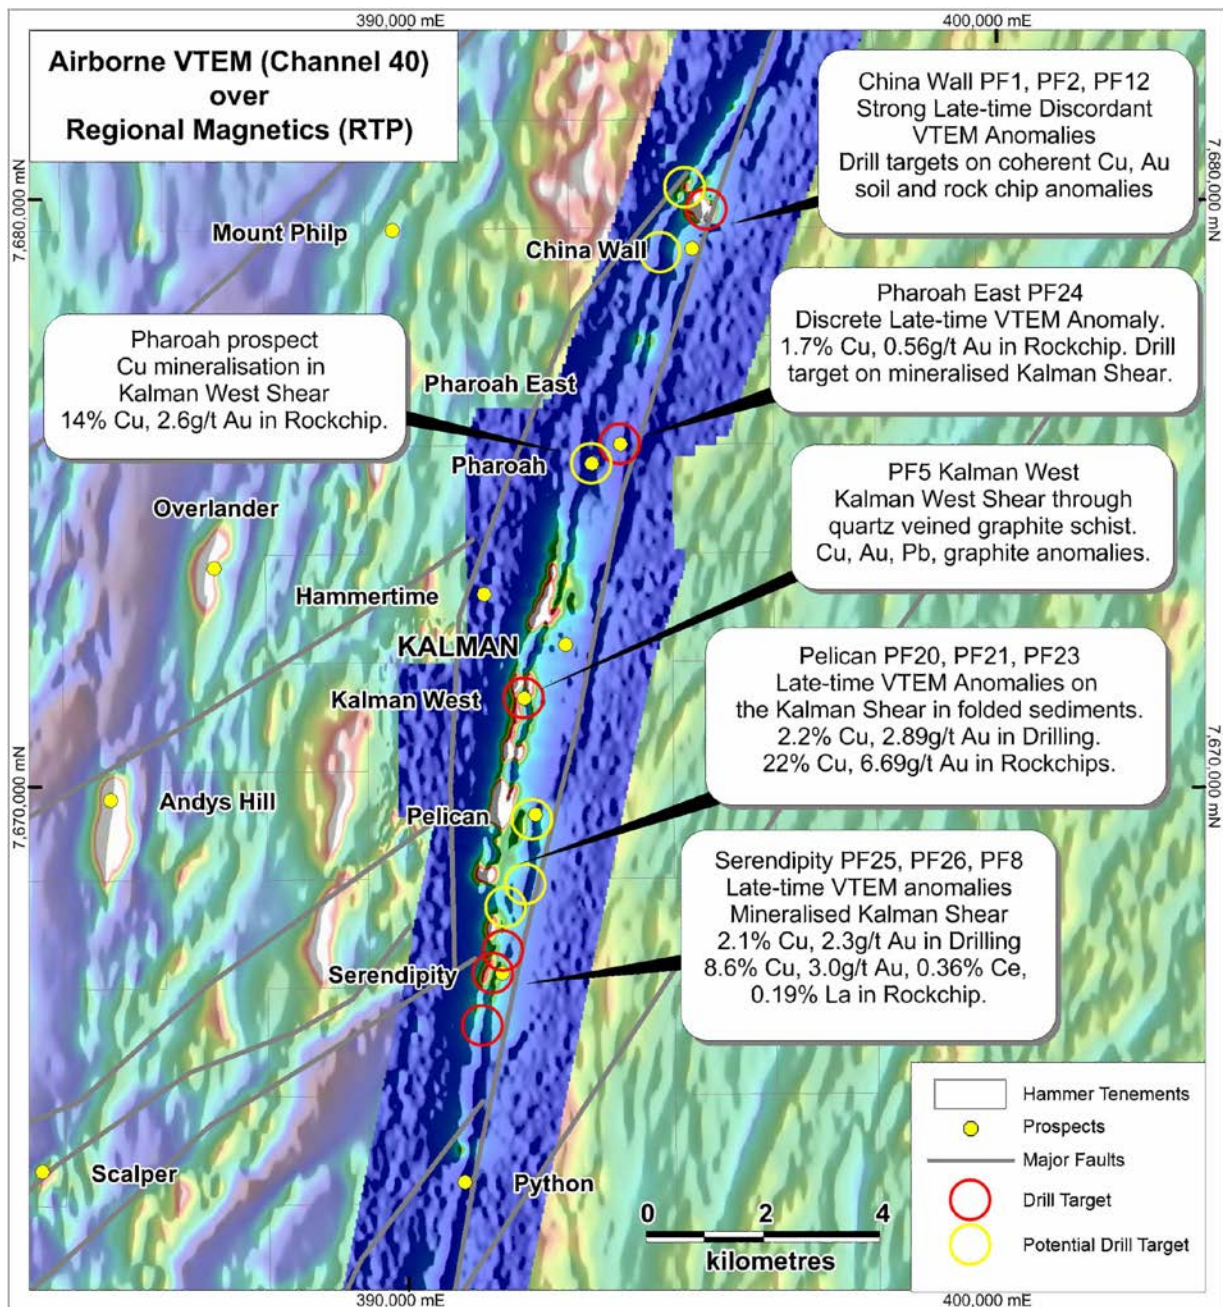 390,000 mE
400,000 mE
Airborne VTEM (Channel 40)
over
Regional Magnetics (RTP)
China Wall PF1, PF2, PF12
Strong Late-time Discordant
VTEM Anomalies
Drill targets on coherent Cu, Au
soil and rock chip anomalies
7,680,000 mN
7,680,000 mN
Mount Philp
China Wall
Pharoah East PF24
Discrete Late-time VTEM Anomaly.
1.7% Cu, 0.56g/t Au in Rockchip. Drill
target on mineralised Kalman Shear.
Pharoah prospect
Cu mineralisation in
Kalman West Shear
14% Cu, 2.6g/t Au in Rockchip.
Pharoah East
Pharoah
PF5 Kalman West
Kalman West Shear through
quartz veined graphite schist.
Cu, Au, Pb, graphite anomalies.
Overlander
Hammertime
KALMAN
Kalman West
Pelican PF20, PF21, PF23
Late-time VTEM Anomalies on
the Kalman Shear in folded sediments.
2.2% Cu, 2.89g/t Au in Drilling.
22% Cu, 6.69g/t Au in Rockchips.
7,670,000 mN
7,670,000 mN
Andys Hill
Pelican
Serendipity PF25, PF26, PF8
Late-time VTEM anomalies
Mineralised Kalman Shear
2.1% Cu, 2.3g/t Au in Drilling
8.6% Cu, 3.0g/t Au, 0.36% Ce,
0.19% La in Rockchip.
Serendipity
Scalper
Python
0 2 4
kilometres
Hammer Tenements
Prospects
Major Faults
Drill Target
Potential Drill Target
390,000 mE
400,000 mE